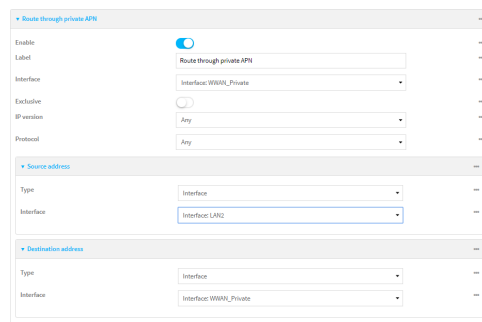 Route through private APN
Enable
Label Route through private APN
Interface Interface: WWAN_Private
Exclusive
IP version Any
Protocol Any
Source address
Type Interface
Interface Interface: LAN2
Destination address
Type Interface
Interface Interface: WWAN_Private